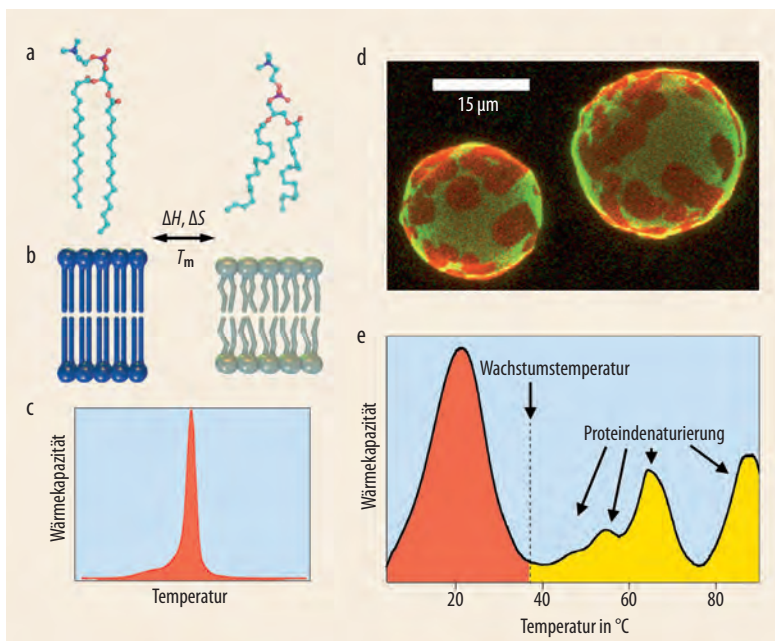 a
ΔH, ΔS
Tm
b
c
Wärmekapazität
Temperatur
d
15 µm
e
Wachstumstemperatur
Proteindenaturierung
Wärmekapazität
20 40 60 80
Temperatur in °C